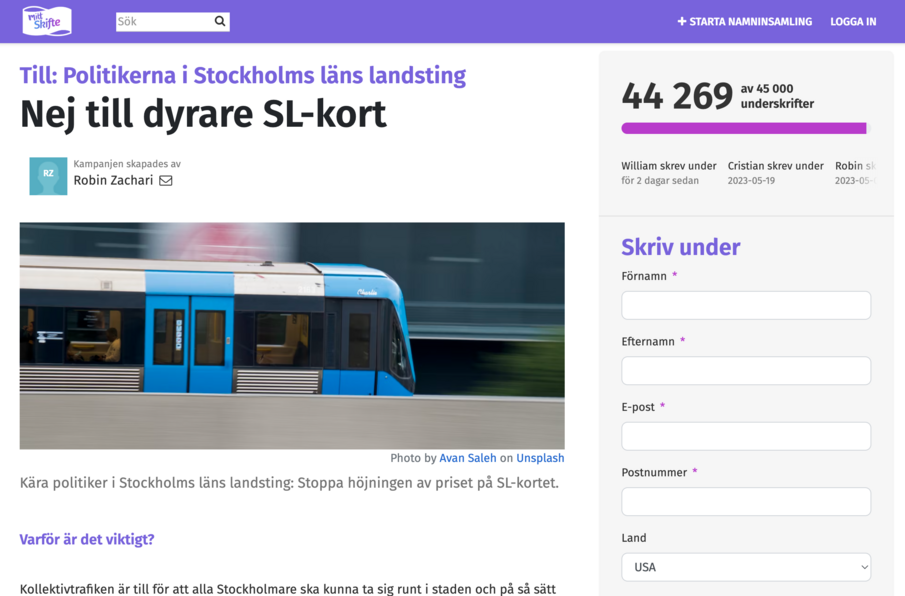 mitt
Skifte
Sök
+ STARTA NAMNINSAMLING
LOGGA IN
Till: Politikerna i Stockholms läns landsting
Nej till dyrare SL-kort
RZ
Kampanjen skapades av
Robin Zachari
Photo by Avan Saleh on Unsplash
Kära politiker i Stockholms läns landsting: Stoppa höjningen av priset på SL-kortet.
Varför är det viktigt?
Kollektivtrafiken är till för att alla Stockholmare ska kunna ta sig runt i staden och på så sätt
44 269 av 45 000
underskrifter
William skrev under
för 2 dagar sedan
Cristian skrev under
2023-05-19
Robin sk
2023-05-
Skriv under
Förnamn *
Efternamn *
E-post *
Postnummer *
Land
USA